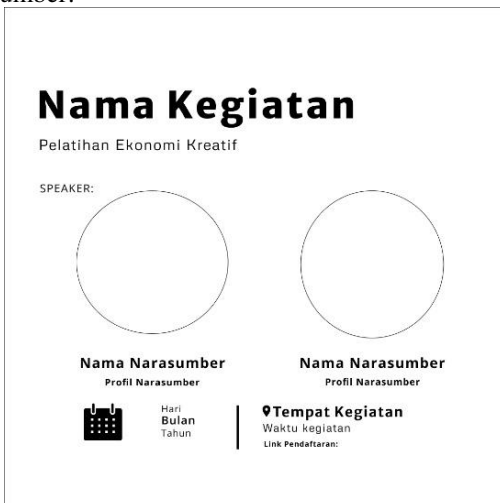 Nama Kegiatan
Pelatihan Ekonomi Kreatif
SPEAKER:
Nama Narasumber
Profil Narasumber
Nama Narasumber
Profil Narasumber
Hari
Bulan
Tahun
Tempat Kegiatan
Waktu kegiatan
Link Pendaftaran: